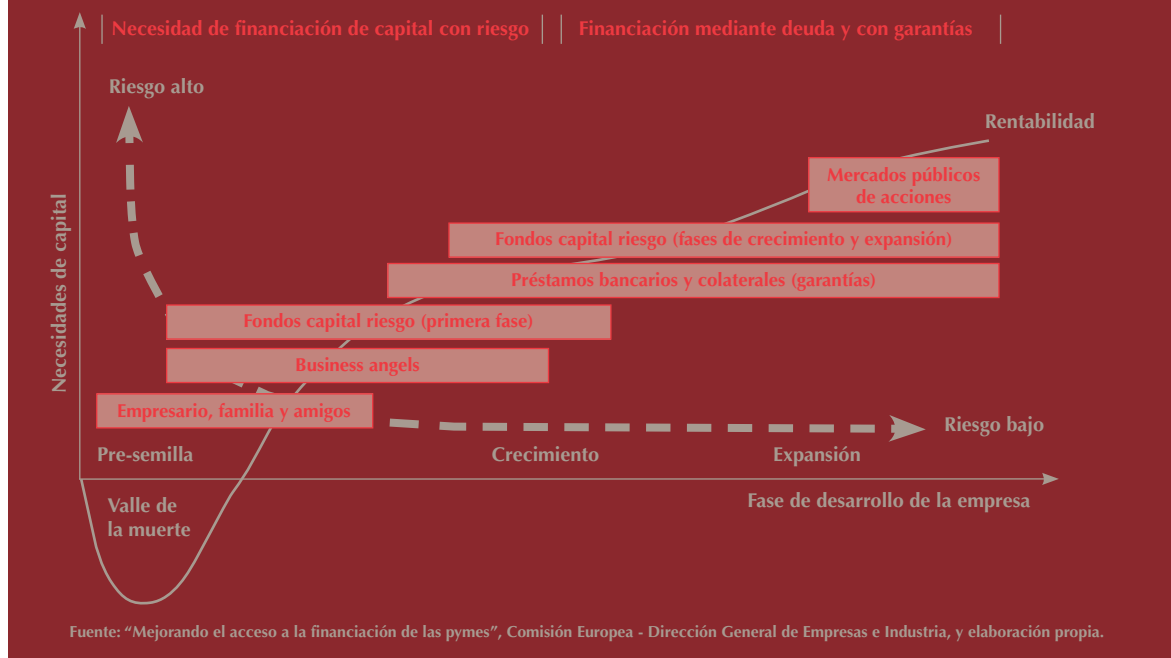 Necesidad de financiación de capital con riesgo
Financiación mediante deuda y con garantías
Riesgo alto
Rentabilidad
Mercados públicos
de acciones
Necesidades de capital
Fondos capital riesgo (fases de crecimiento y expansión)
Préstamos bancarios y colaterales (garantías)
Fondos capital riesgo (primera fase)
Business angels
Empresario, familia y amigos
Riesgo bajo
Pre-semilla
Crecimiento
Expansión
Valle de
la muerte
Fase de desarrollo de la empresa
Fuente: “Mejorando el acceso a la financiación de las pymes”, Comisión Europea - Dirección General de Empresas e Industria, y elaboración propia.